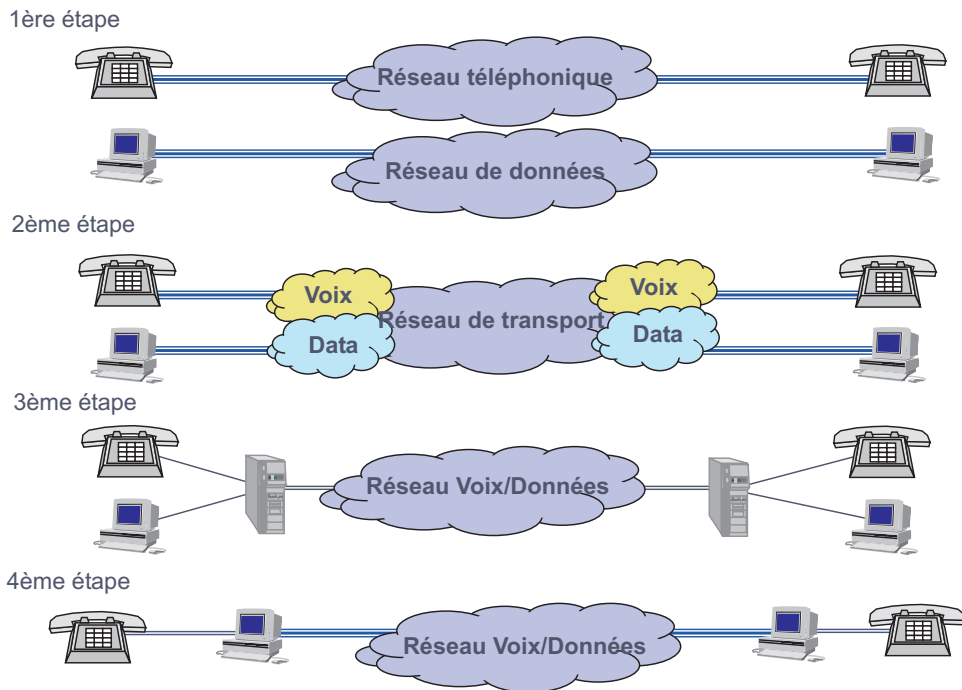 1ère étape
Réseau téléphonique
Réseau de données
2ème étape
Voix
Voix
Réseau de transport
Data
Data
3ème étape
Réseau Voix/Données
4ème étape
Réseau Voix/Données